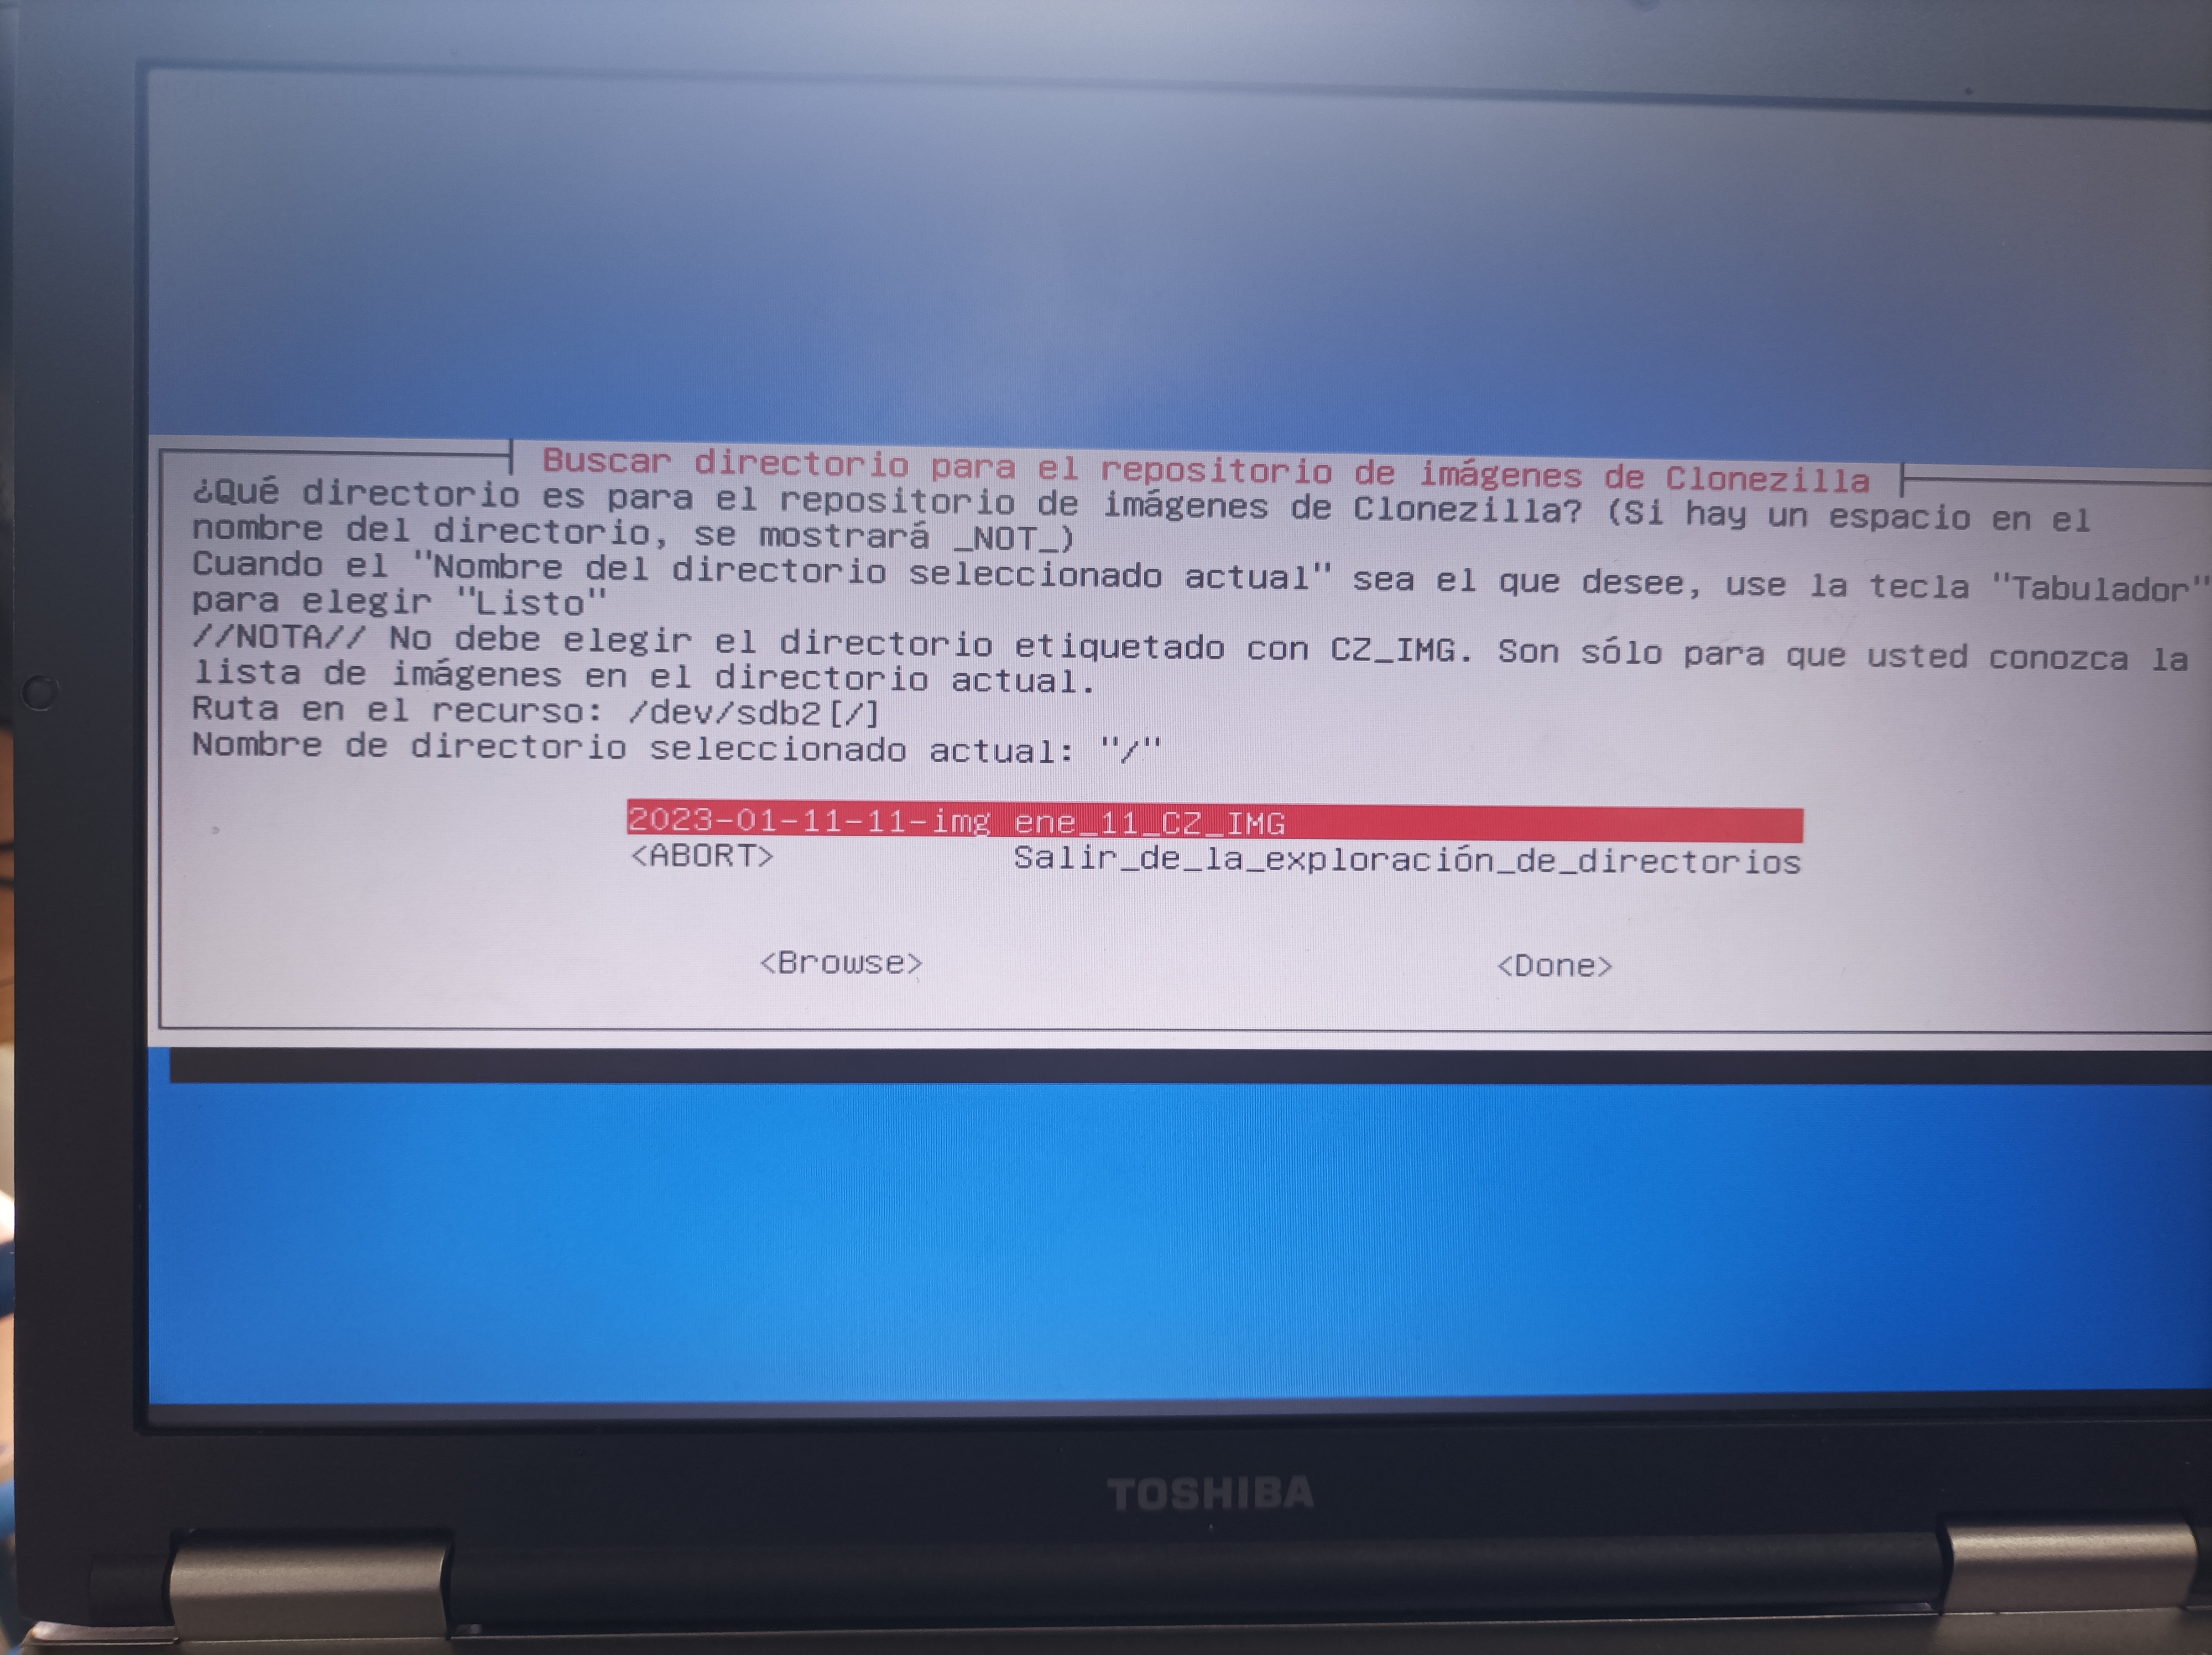 Buscar directorio para el repositorio de imágenes de Clonezilla
¿Qué directorio es para el repositorio de imágenes de Clonezilla? (Si hay un espacio en el
nombre del directorio, se mostrará _NOT_)
Cuando el "Nombre del directorio seleccionado actual" sea el que desee, use la tecla "Tabulador"
para elegir "Listo"
//NOTA// No debe elegir el directorio etiquetado con CZ_IMG. Son sólo para que usted conozca la
lista de imágenes en el directorio actual.
Ruta en el recurso: /dev/sdb2[/]
Nombre de directorio seleccionado actual: "/"
2023-01-11-11-img ene_11_CZ_IMG
<ABORT> Salir_de_la_exploración_de_directorios
<Browse> <Done>
TOSHIBA